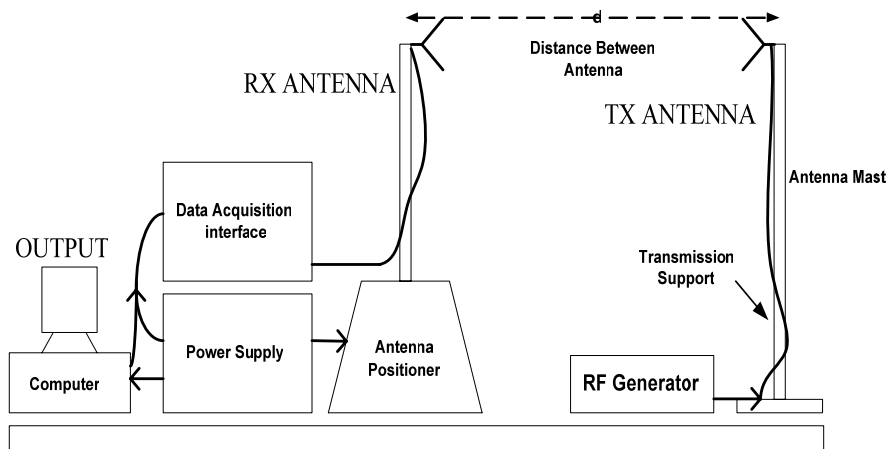 d
Distance Between
Antenna
RX ANTENNA
TX ANTENNA
Antenna Mast
Data Acquisition
interface
OUTPUT
Transmission
Support
Power Supply
Antenna
Positioner
Computer
RF Generator